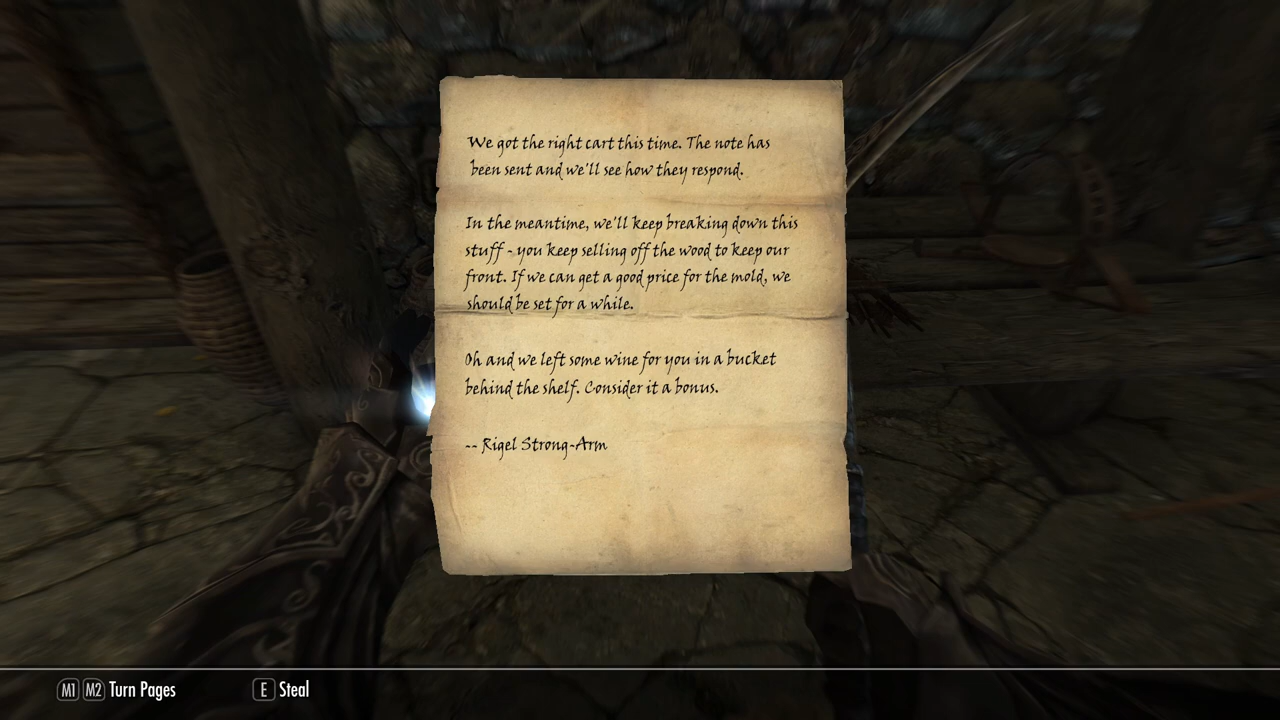 We got the right cart this time. The note has
been sent and we'll see how they respond.
In the meantime, we'll keep breaking down this
stuff - you keep selling off the wood to keep our
front. If we can get a good price for the mold, we
should be set for a while.
Oh and we left some wine for you in a bucket
behind the shelf. Consider it a bonus.
-- Rigel Strong-Arm
M1 M2 Turn Pages
E Steal